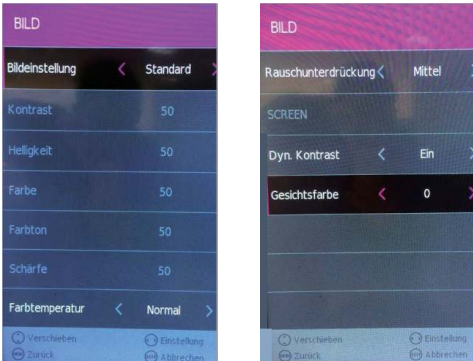 BILD
Bildeinstellung < Standard >
Kontrast 50
Helligkeit 50
Farbe 50
Farbton 50
Schärfe 50
Farbtemperatur < Normal >
Verschieben Einstellung
Zurück Abbrechen
BILD
Rauschunterdrückung < Mittel >
SCREEN
Dyn. Kontrast < Ein >
Gesichtsfarbe < 0 >
Verschieben Einstellung
Zurück Abbrechen